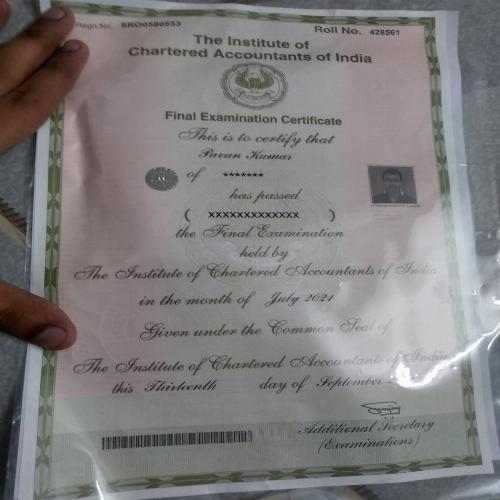 Regn.No. SRO0580553
Roll No. 428561
The Institute of
Chartered Accountants of India
Final Examination Certificate
This is to certify that
Pavan Kumar
of *******
has passed
( XXXXXXXXXXXXX )
the Final Examination
held by
The Institute of Chartered Accountants of India
in the month of July 2021
Given under the Common Seal of
The Institute of Chartered Accountants of India
this Thirteenth day of September
Additional Secretary
(Examinations)